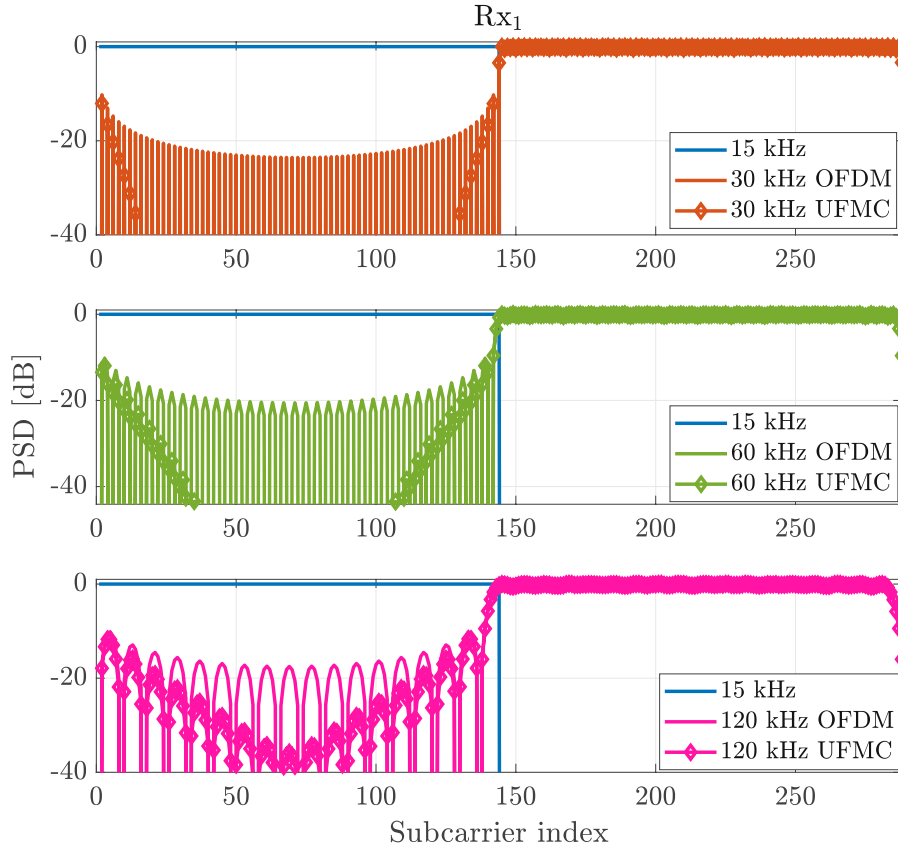 Rx1
0
-20
-40
0 50 100 150 200 250
15 kHz
30 kHz OFDM
30 kHz UFMC
PSD [dB]
0
-20
-40
0 50 100 150 200 250
15 kHz
60 kHz OFDM
60 kHz UFMC
0
-20
-40
0 50 100 150 200 250
15 kHz
120 kHz OFDM
120 kHz UFMC
Subcarrier index